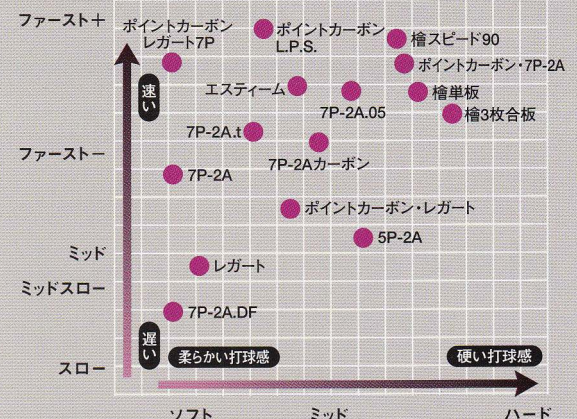 ファースト＋
ポイントカーボン
レガート7P
ポイントカーボン
L.P.S.
檜スピード90
ポイントカーボン・7P-2A
速い
エスティーム
7P-2A.05
檜単板
檜3枚合板
7P-2A.t
7P-2Aカーボン
ファースト－
7P-2A
ポイントカーボン・レガート
5P-2A
ミッド
レガート
ミッドスロー
7P-2A.DF
遅い
柔らかい打球感
硬い打球感
スロー
ソフト
ミッド
ハード